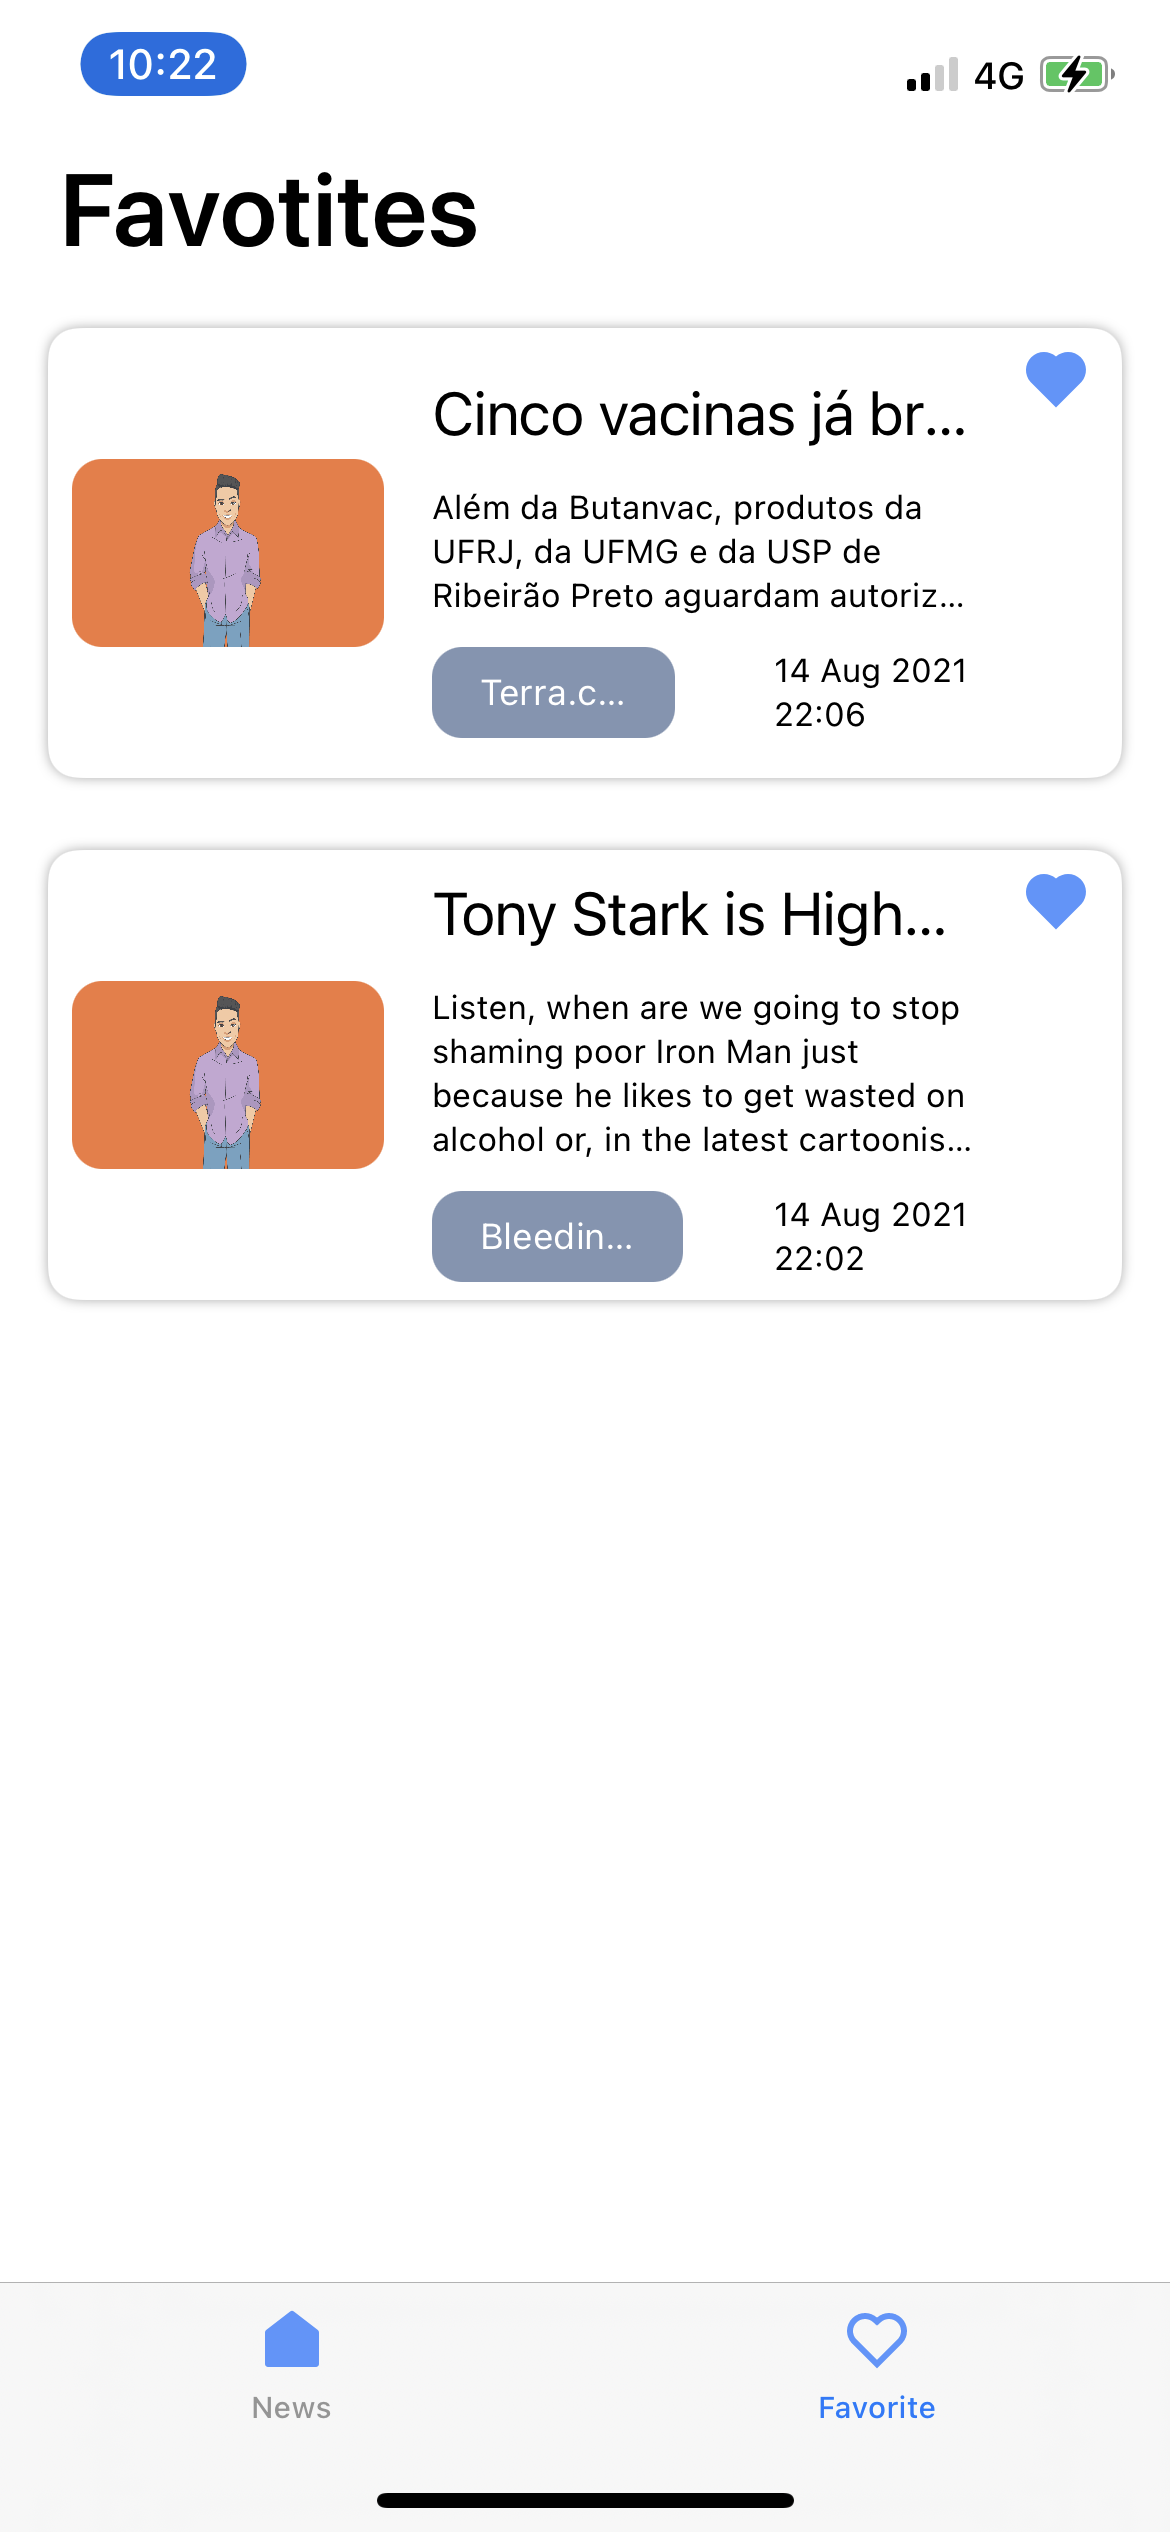 10:22
4G
Favotites
Cinco vacinas já br...
Além da Butanvac, produtos da
UFRJ, da UFMG e da USP de
Ribeirão Preto aguardam autoriz...
Terra.c...
14 Aug 2021
22:06
Tony Stark is High...
Listen, when are we going to stop
shaming poor Iron Man just
because he likes to get wasted on
alcohol or, in the latest cartoonis...
Bleedin...
14 Aug 2021
22:02
News
Favorite